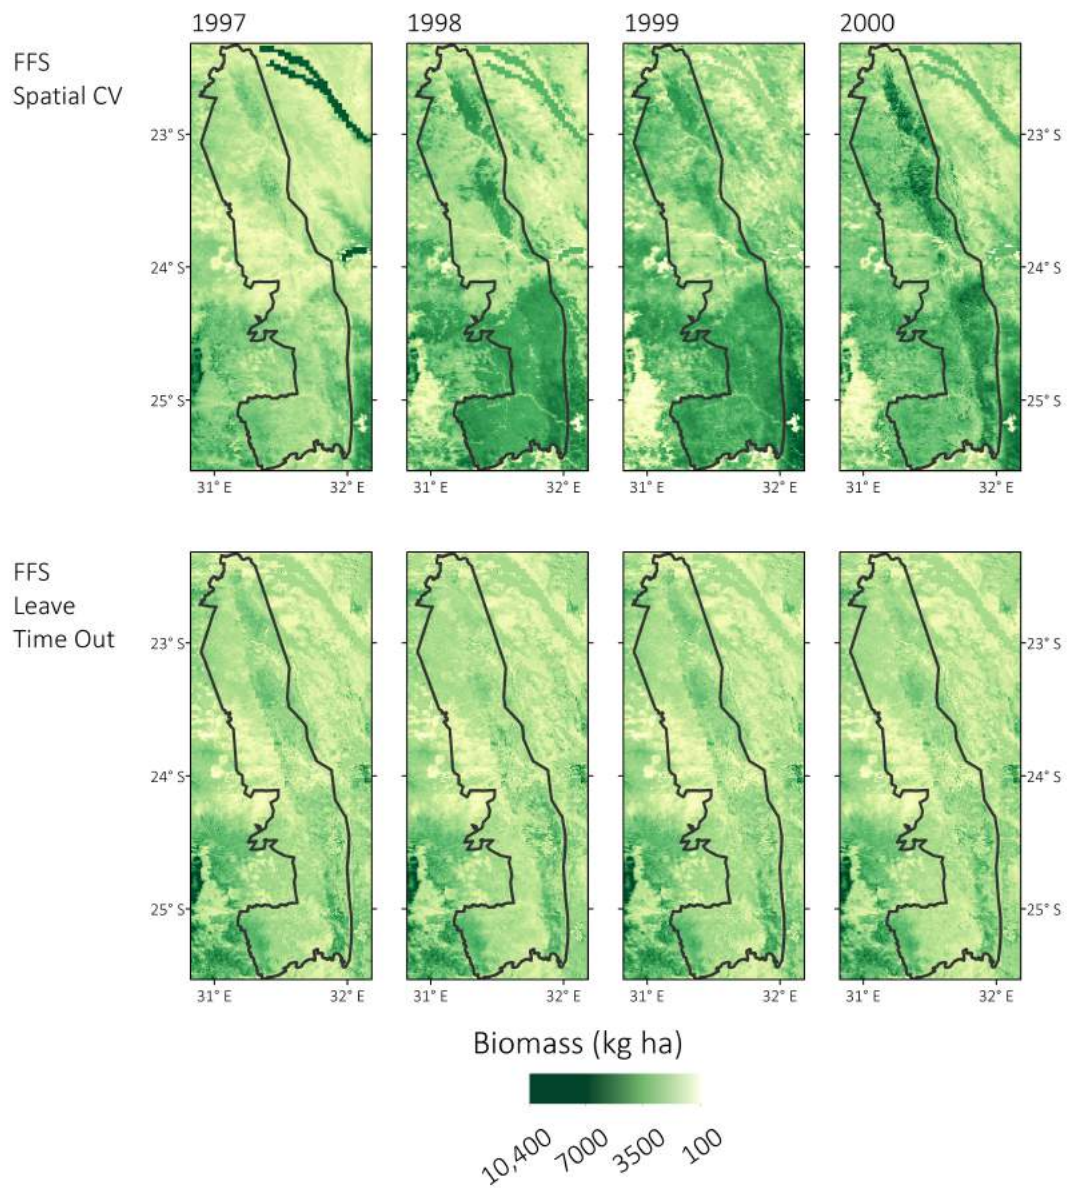 1997 1998 1999 2000
FFS
Spatial CV
23° S 23° S
24° S 24° S
25° S 25° S
31° E 32° E 31° E 32° E 31° E 32° E 31° E 32° E
FFS
Leave
Time Out
23° S 23° S
24° S 24° S
25° S 25° S
31° E 32° E 31° E 32° E 31° E 32° E 31° E 32° E
Biomass (kg ha)
10,400 7000 3500 100